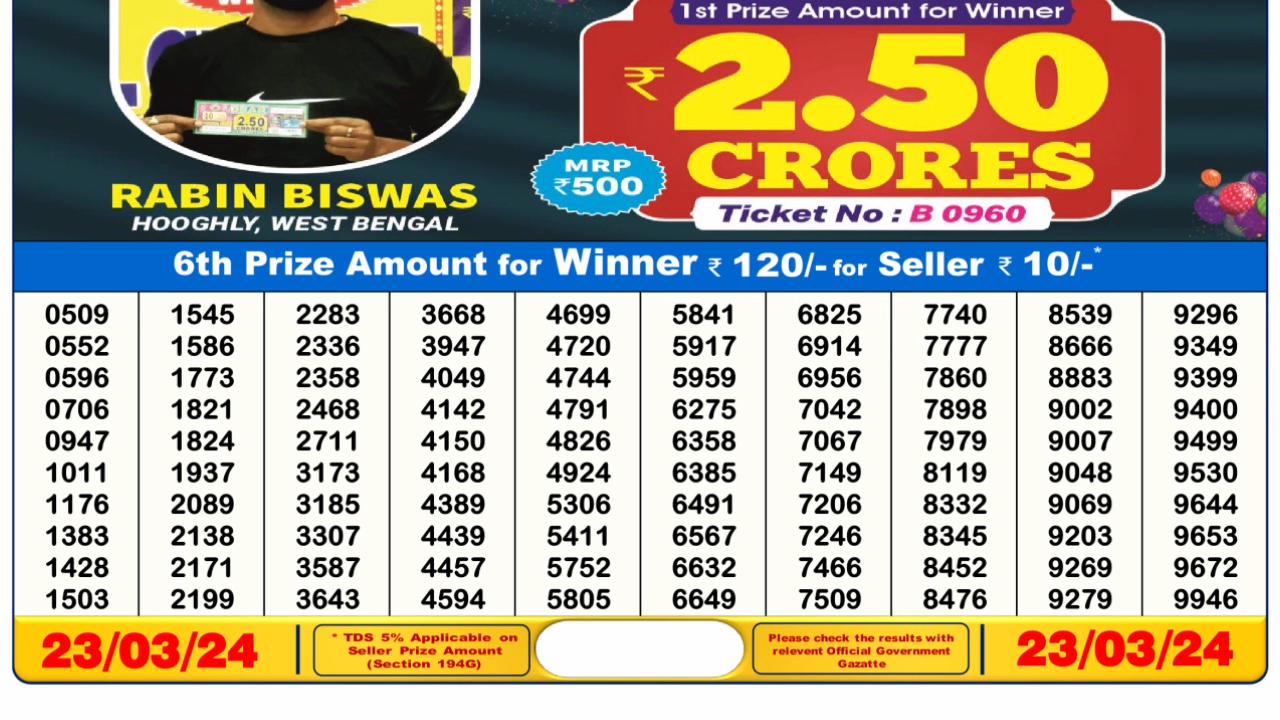 1st Prize Amount for Winner
₹2.50
CRORES
MRP
₹500
Ticket No : B 0960
2.50
CRORES
RABIN BISWAS
HOOGHLY, WEST BENGAL
6th Prize Amount for Winner ₹ 120/- for Seller ₹ 10/-*
0509 1545 2283 3668 4699 5841 6825 7740 8539 9296
0552 1586 2336 3947 4720 5917 6914 7777 8666 9349
0596 1773 2358 4049 4744 5959 6956 7860 8883 9399
0706 1821 2468 4142 4791 6275 7042 7898 9002 9400
0947 1824 2711 4150 4826 6358 7067 7979 9007 9499
1011 1937 3173 4168 4924 6385 7149 8119 9048 9530
1176 2089 3185 4389 5306 6491 7206 8332 9069 9644
1383 2138 3307 4439 5411 6567 7246 8345 9203 9653
1428 2171 3587 4457 5752 6632 7466 8452 9269 9672
1503 2199 3643 4594 5805 6649 7509 8476 9279 9946
23/03/24
* TDS 5% Applicable on
Seller Prize Amount
(Section 194G)
Please check the results with
relevent Official Government
Gazatte
23/03/24